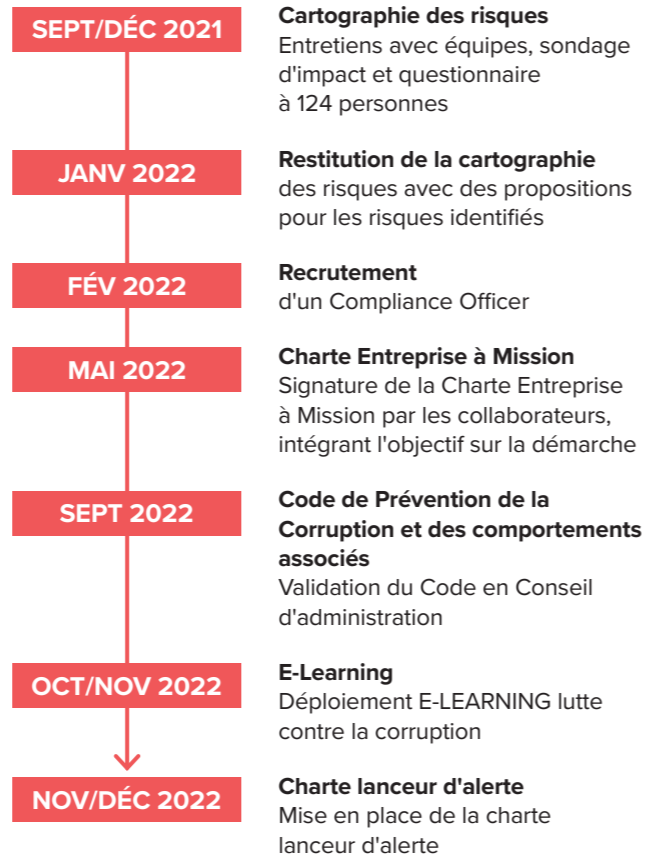 SEPT/DÉC 2021
Cartographie des risques
Entretiens avec équipes, sondage
d'impact et questionnaire
à 124 personnes
JANV 2022
Restitution de la cartographie
des risques avec des propositions
pour les risques identifiés
FÉV 2022
Recrutement
d'un Compliance Officer
MAI 2022
Charte Entreprise à Mission
Signature de la Charte Entreprise
à Mission par les collaborateurs,
intégrant l'objectif sur la démarche
SEPT 2022
Code de Prévention de la
Corruption et des comportements
associés
Validation du Code en Conseil
d'administration
OCT/NOV 2022
E-Learning
Déploiement E-LEARNING lutte
contre la corruption
NOV/DÉC 2022
Charte lanceur d'alerte
Mise en place de la charte
lanceur d'alerte